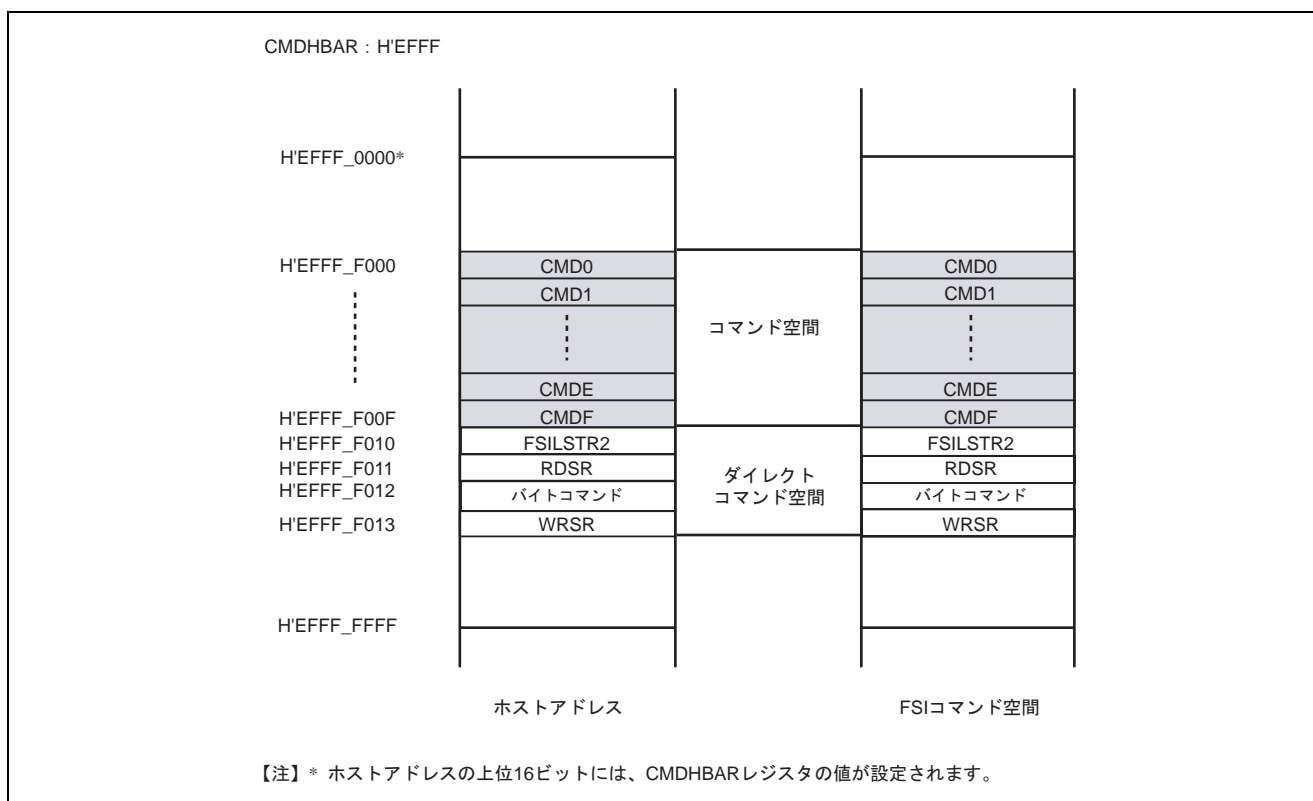 CMDHBAR：H'EFFF
H'EFFF_0000*
H'EFFF_F000
CMD0
CMD0
CMD1
CMD1
コマンド空間
CMDE
CMDE
H'EFFF_F00F
CMDF
CMDF
H'EFFF_F010
FSILSTR2
FSILSTR2
H'EFFF_F011
RDSR
ダイレクト
RDSR
H'EFFF_F012
バイトコマンド
コマンド空間
バイトコマンド
H'EFFF_F013
WRSR
WRSR
H'EFFF_FFFF
ホストアドレス
FSIコマンド空間
【注】* ホストアドレスの上位16ビットには、CMDHBARレジスタの値が設定されます。